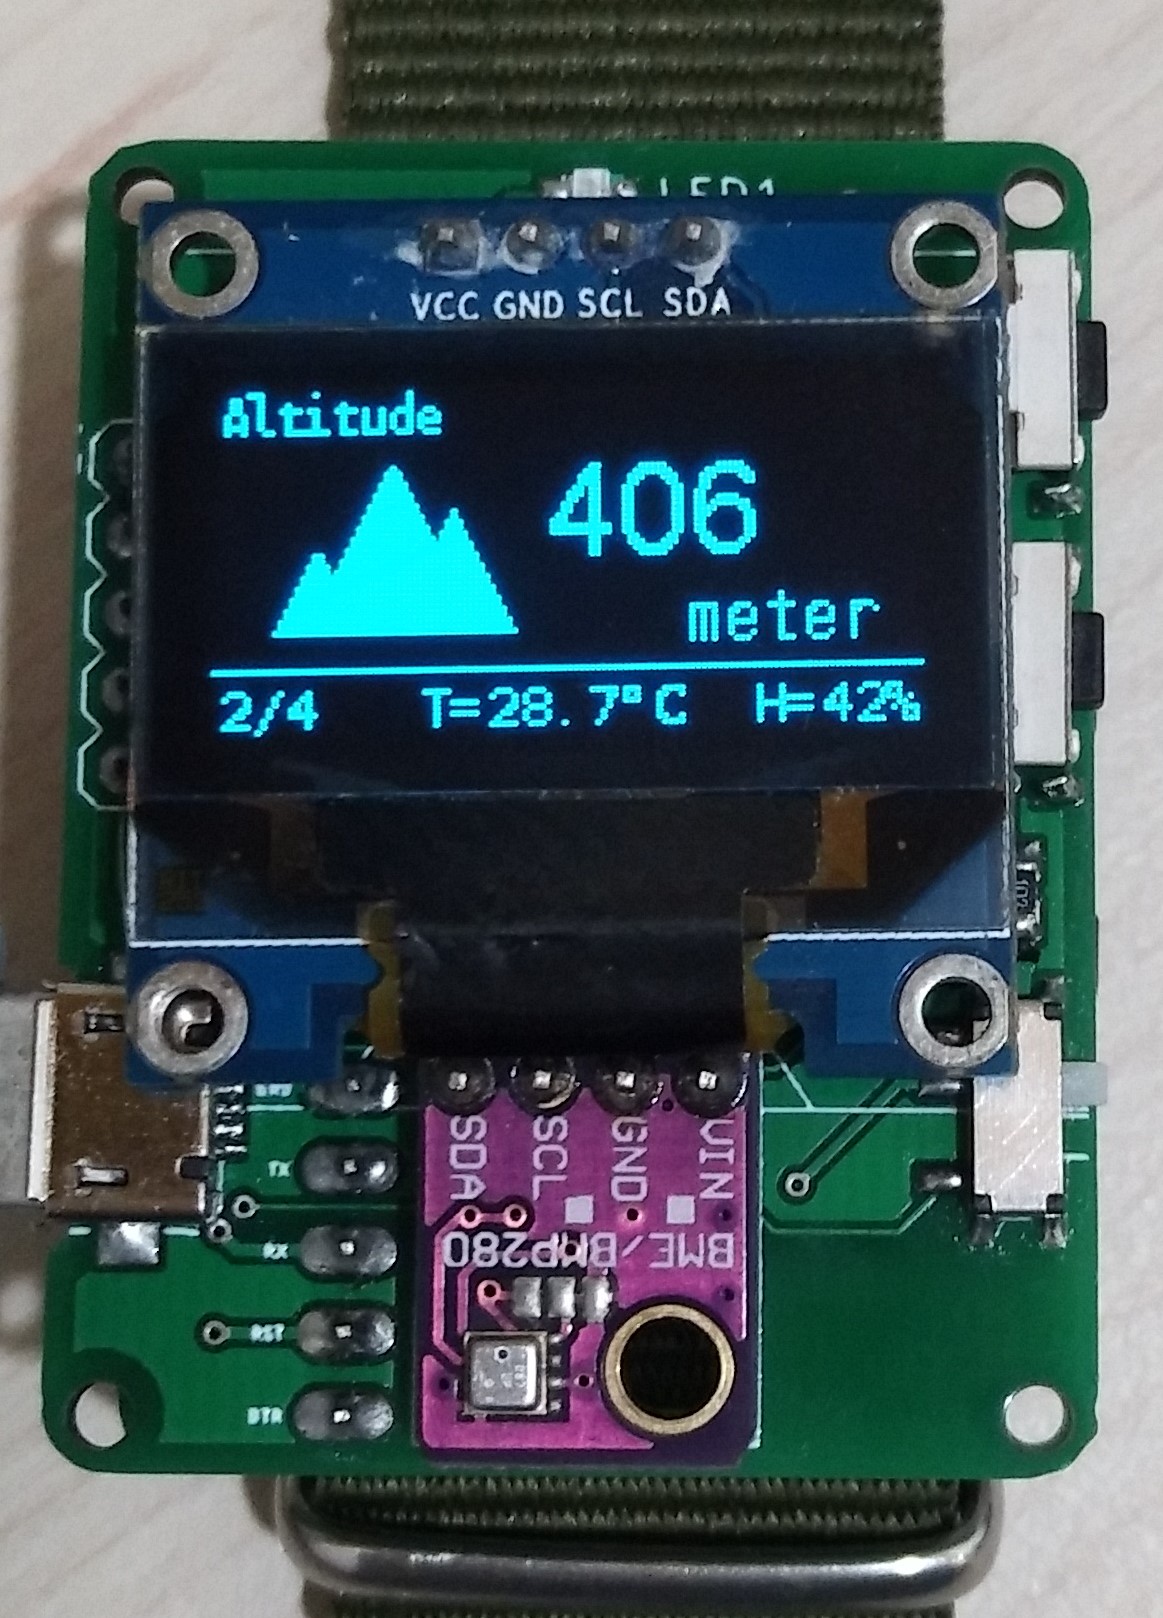 LED1
VCC GND SCL SDA
Altitude
406
meter
2/4 T=28.7°C H=42%
SDA
SCL
GND
VIN
BME/BMP280
TX
RX
RST
DTR